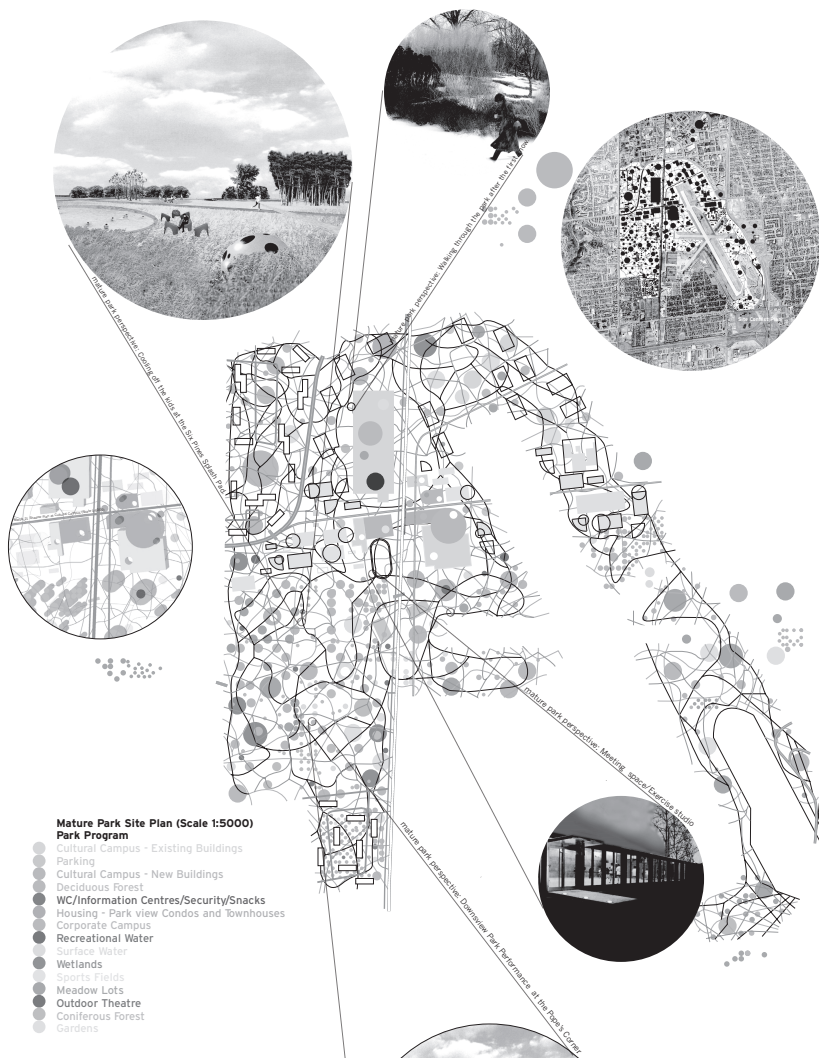 mature park perspective: Cooling off the kids at the Six Pines Splash Pad
park perspective: Walking through the park after the first
mature park perspective: Meeting space/Exercise studio
mature park perspective: Downsview Park Performance at the Pope's Corner
Mature Park Site Plan (Scale 1:5000)
Park Program
Cultural Campus - Existing Buildings
Parking
Cultural Campus - New Buildings
Deciduous Forest
WC/Information Centres/Security/Snacks
Housing - Park view Condos and Townhouses
Corporate Campus
Recreational Water
Surface Water
Wetlands
Sports Fields
Meadow Lots
Outdoor Theatre
Coniferous Forest
Gardens